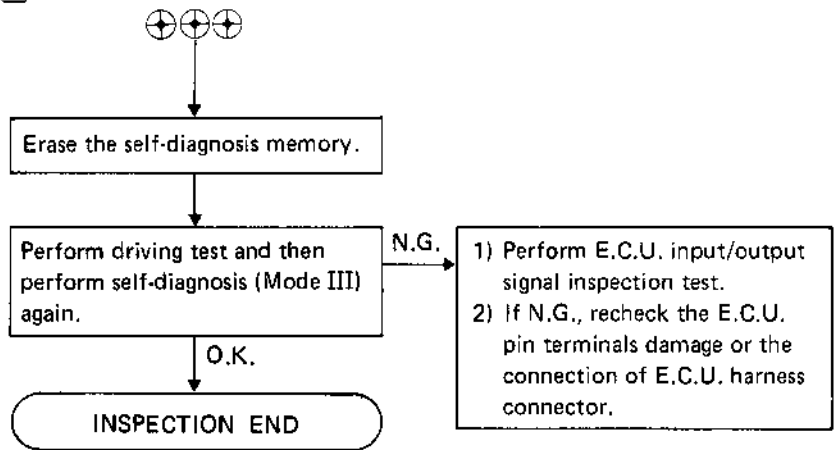 Erase the self-diagnosis memory.
Perform driving test and then
perform self-diagnosis (Mode III)
again.
N.G.
1) Perform E.C.U. input/output
signal inspection test.
2) If N.G., recheck the E.C.U.
pin terminals damage or the
connection of E.C.U. harness
connector.
O.K.
INSPECTION END